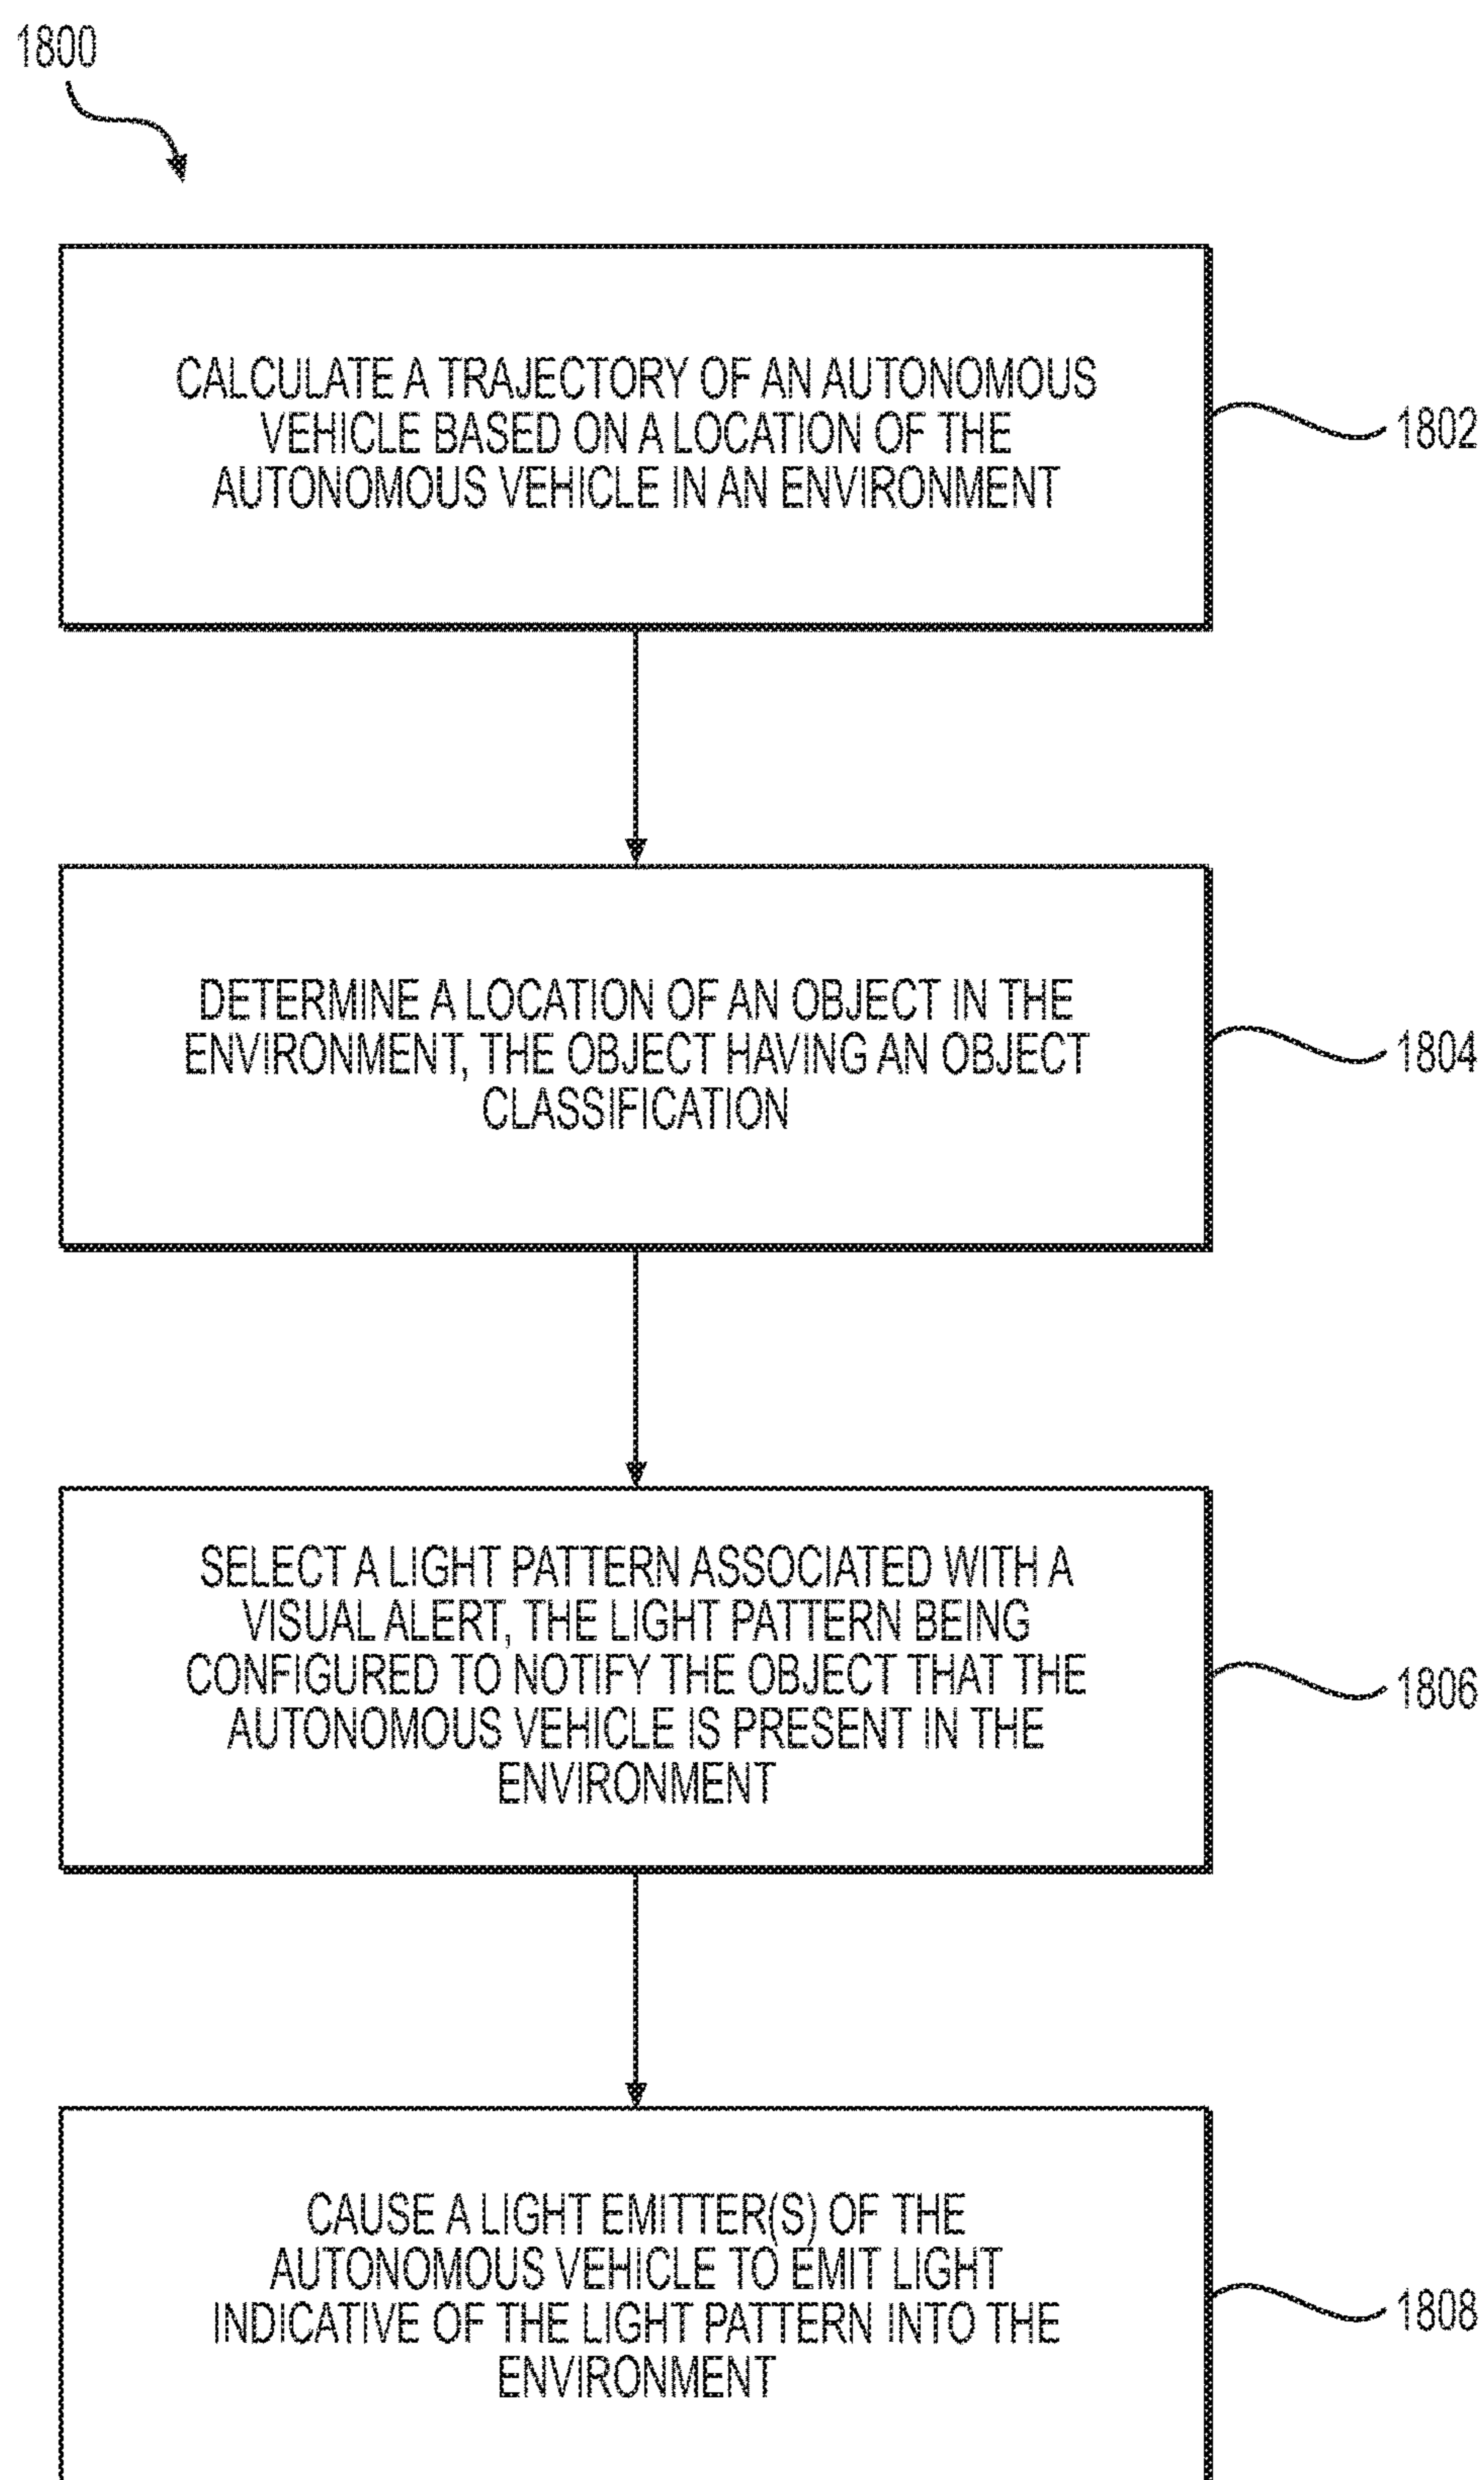 1800
CALCULATE A TRAJECTORY OF AN AUTONOMOUS
VEHICLE BASED ON A LOCATION OF THE
AUTONOMOUS VEHICLE IN AN ENVIRONMENT
1802
DETERMINE A LOCATION OF AN OBJECT IN THE
ENVIRONMENT, THE OBJECT HAVING AN OBJECT
CLASSIFICATION
1804
SELECT A LIGHT PATTERN ASSOCIATED WITH A
VISUAL ALERT, THE LIGHT PATTERN BEING
CONFIGURED TO NOTIFY THE OBJECT THAT THE
AUTONOMOUS VEHICLE IS PRESENT IN THE
ENVIRONMENT
1806
CAUSE A LIGHT EMITTER(S) OF THE
AUTONOMOUS VEHICLE TO EMIT LIGHT
INDICATIVE OF THE LIGHT PATTERN INTO THE
ENVIRONMENT
1808